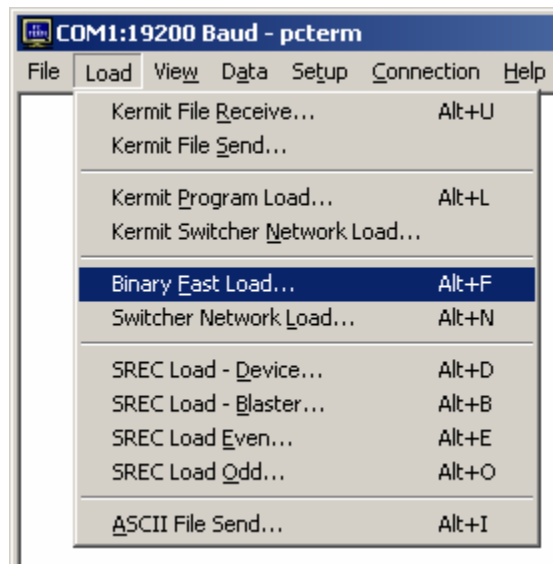 COM1:19200 Baud - pcterm
File Load View Data Setup Connection Help
Kermit File Receive... Alt+U
Kermit File Send...
Kermit Program Load... Alt+L
Kermit Switcher Network Load...
Binary Fast Load... Alt+F
Switcher Network Load... Alt+N
SREC Load - Device... Alt+D
SREC Load - Blaster... Alt+B
SREC Load Even... Alt+E
SREC Load Odd... Alt+O
ASCII File Send... Alt+I